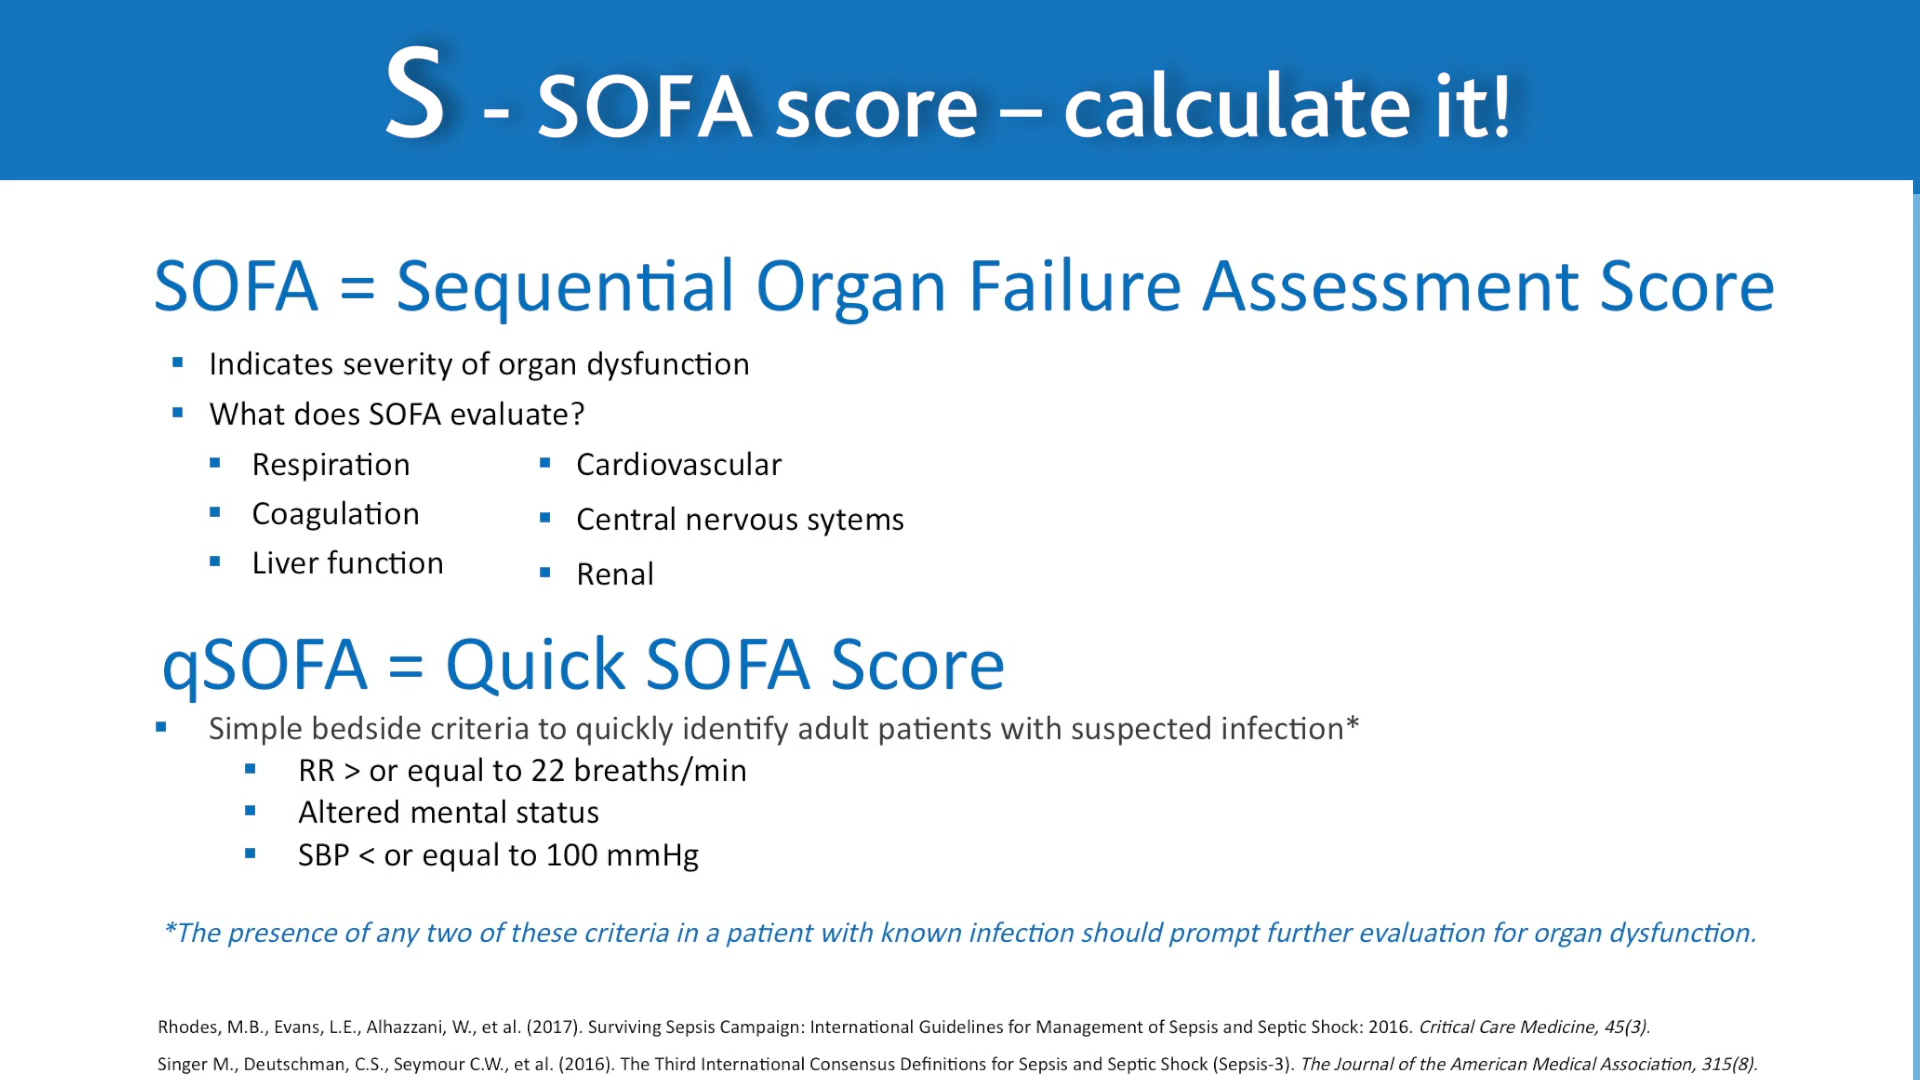 S - SOFA score – calculate it!
SOFA = Sequential Organ Failure Assessment Score
▪ Indicates severity of organ dysfunction
▪ What does SOFA evaluate?
▪ Respiration
▪ Coagulation
▪ Liver function
▪ Cardiovascular
▪ Central nervous sytems
▪ Renal
qSOFA = Quick SOFA Score
▪ Simple bedside criteria to quickly identify adult patients with suspected infection*
▪ RR > or equal to 22 breaths/min
▪ Altered mental status
▪ SBP < or equal to 100 mmHg
*The presence of any two of these criteria in a patient with known infection should prompt further evaluation for organ dysfunction.
Rhodes, M.B., Evans, L.E., Alhazzani, W., et al. (2017). Surviving Sepsis Campaign: International Guidelines for Management of Sepsis and Septic Shock: 2016. Critical Care Medicine, 45(3).
Singer M., Deutschman, C.S., Seymour C.W., et al. (2016). The Third International Consensus Definitions for Sepsis and Septic Shock (Sepsis-3). The Journal of the American Medical Association, 315(8).